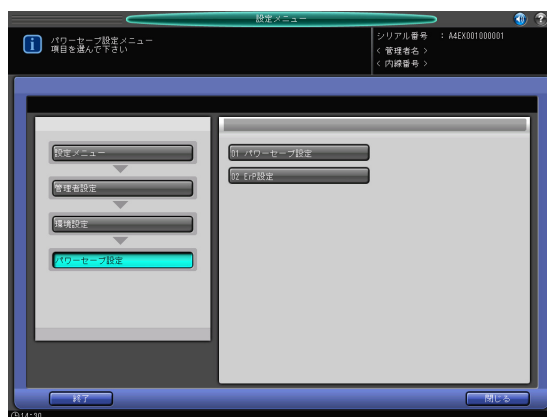 設定メニュー
パワーセーブ設定メニュー
項目を選んで下さい
シリアル番号 : A4EX001000001
< 管理者名 >
< 内線番号 >
設定メニュー
管理者設定
環境設定
パワーセーブ設定
01 パワーセーブ設定
02 ErP設定
終了
閉じる
14:30